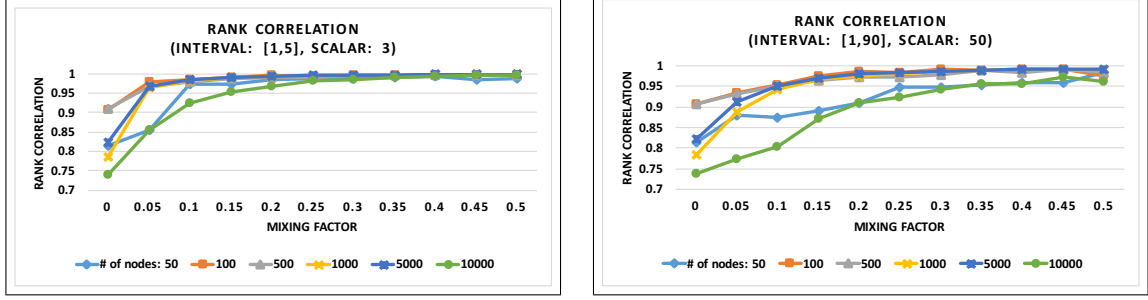 RANK CORRELATION
(INTERVAL: [1,5], SCALAR: 3)
RANK CORRELATION
1
0.95
0.9
0.85
0.8
0.75
0.7
0 0.05 0.1 0.15 0.2 0.25 0.3 0.35 0.4 0.45 0.5
MIXING FACTOR
# of nodes: 50 100 500 1000 5000 10000
RANK CORRELATION
(INTERVAL: [1,90], SCALAR: 50)
RANK CORRELATION
1
0.95
0.9
0.85
0.8
0.75
0.7
0 0.05 0.1 0.15 0.2 0.25 0.3 0.35 0.4 0.45 0.5
MIXING FACTOR
# of nodes: 50 100 500 1000 5000 10000